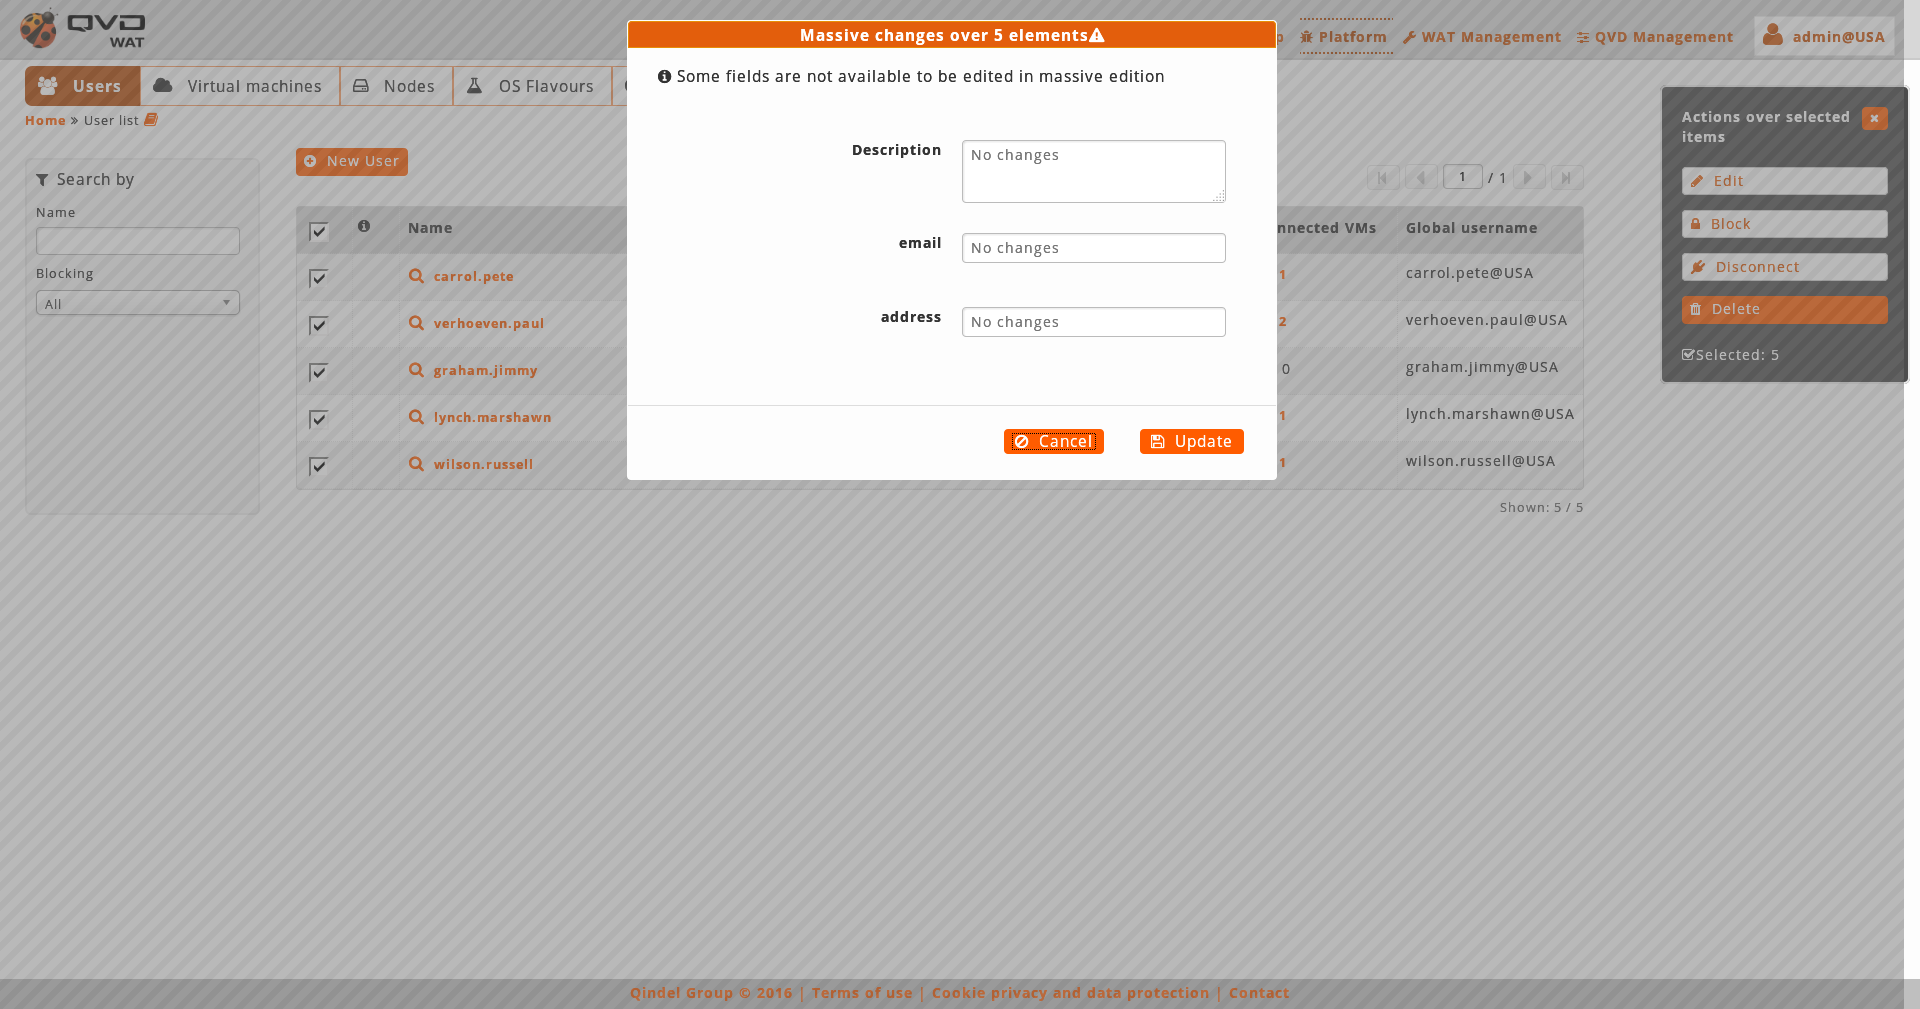 QVD
WAT
Platform
WAT Management
QVD Management
admin@USA
Users
Virtual machines
Nodes
OS Flavours
Home » User list
Massive changes over 5 elements
Some fields are not available to be edited in massive edition
Description
No changes
email
No changes
address
No changes
Cancel
Update
Search by
Name
Blocking
All
New User
1 / 1
Name
nnected VMs
Global username
carrol.pete
1
carrol.pete@USA
verhoeven.paul
2
verhoeven.paul@USA
graham.jimmy
0
graham.jimmy@USA
lynch.marshawn
1
lynch.marshawn@USA
wilson.russell
1
wilson.russell@USA
Shown: 5 / 5
Actions over selected
items
Edit
Block
Disconnect
Delete
Selected: 5
Qindel Group © 2016 | Terms of use | Cookie privacy and data protection | Contact